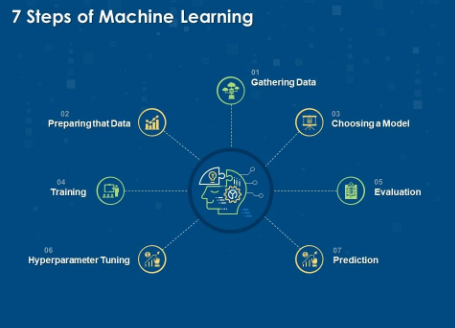 7 Steps of Machine Learning
01
Gathering Data
02
Preparing that Data
03
Choosing a Model
04
Training
05
Evaluation
06
Hyperparameter Tuning
07
Prediction